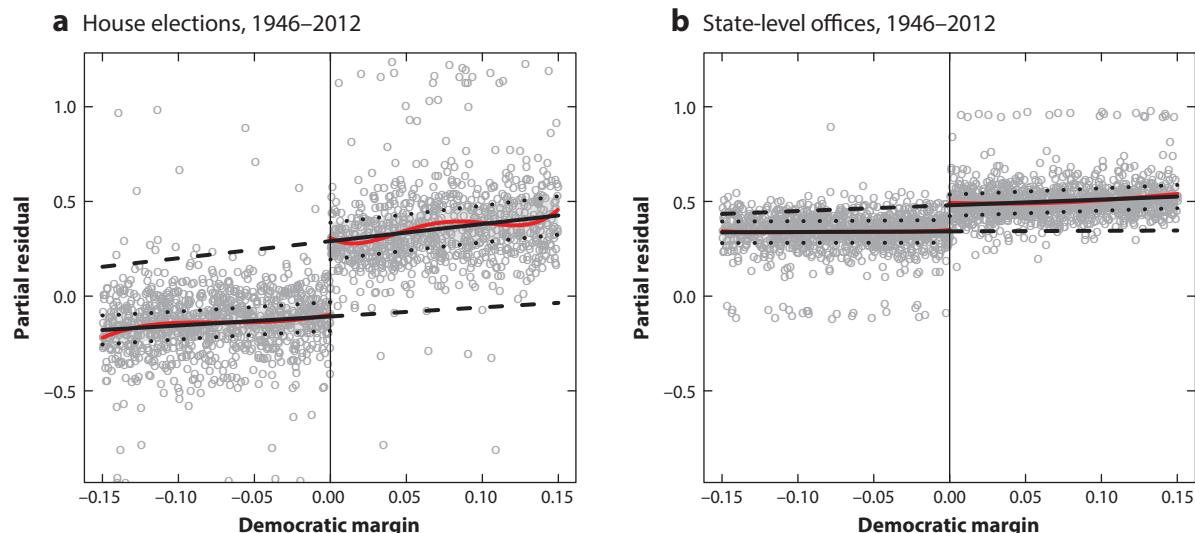 a House elections, 1946–2012
1.0
0.5
0.0
–0.5
Partial residual
–0.15 –0.10 –0.05 0.00 0.05 0.10 0.15
Democratic margin
b State-level offices, 1946–2012
1.0
0.5
0.0
–0.5
Partial residual
–0.15 –0.10 –0.05 0.00 0.05 0.10 0.15
Democratic margin